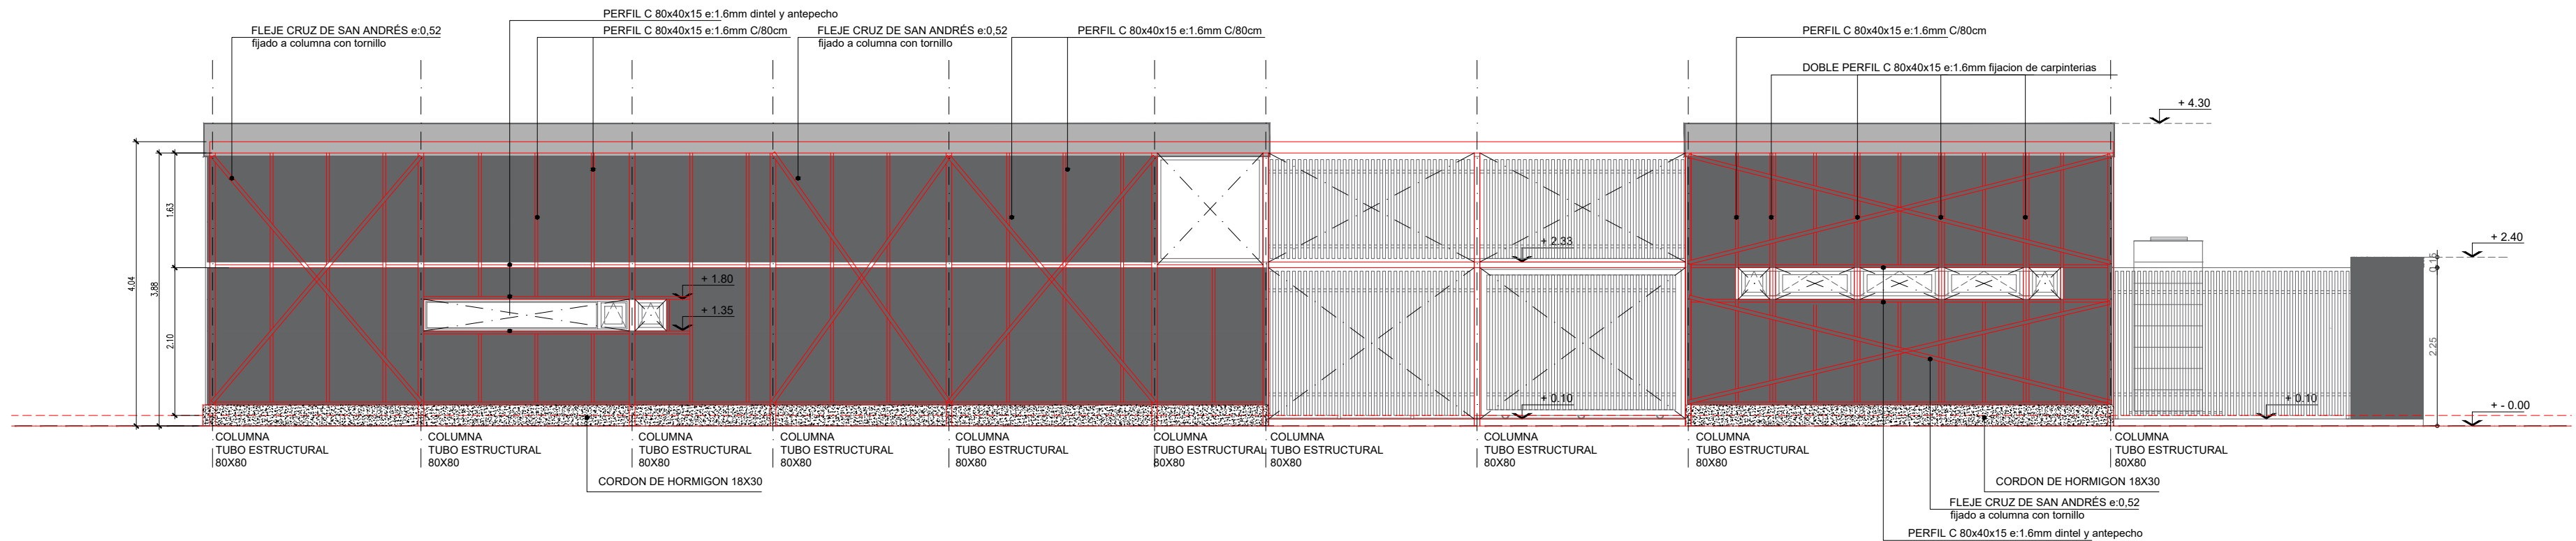 PERFIL C 80x40x15 e:1.6mm dintel y antepecho
FLEJE CRUZ DE SAN ANDRÉS e:0,52
fijado a columna con tornillo
PERFIL C 80x40x15 e:1.6mm C/80cm
FLEJE CRUZ DE SAN ANDRÉS e:0,52
fijado a columna con tornillo
PERFIL C 80x40x15 e:1.6mm C/80cm
PERFIL C 80x40x15 e:1.6mm C/80cm
DOBLE PERFIL C 80x40x15 e:1.6mm fijacion de carpinterias
+ 4.30
4.04
3.88
1.63
2.10
+ 1.80
+ 1.35
+ 2.33
+ 0.10
+ 2.40
0.15
2.25
+ 0.10
+ - 0.00
COLUMNA
TUBO ESTRUCTURAL
80X80
COLUMNA
TUBO ESTRUCTURAL
80X80
COLUMNA
TUBO ESTRUCTURAL
80X80
COLUMNA
TUBO ESTRUCTURAL
80X80
COLUMNA
TUBO ESTRUCTURAL
80X80
COLUMNA
TUBO ESTRUCTURAL
80X80
COLUMNA
TUBO ESTRUCTURAL
80X80
COLUMNA
TUBO ESTRUCTURAL
80X80
COLUMNA
TUBO ESTRUCTURAL
80X80
COLUMNA
TUBO ESTRUCTURAL
80X80
CORDON DE HORMIGON 18X30
CORDON DE HORMIGON 18X30
FLEJE CRUZ DE SAN ANDRÉS e:0,52
fijado a columna con tornillo
PERFIL C 80x40x15 e:1.6mm dintel y antepecho